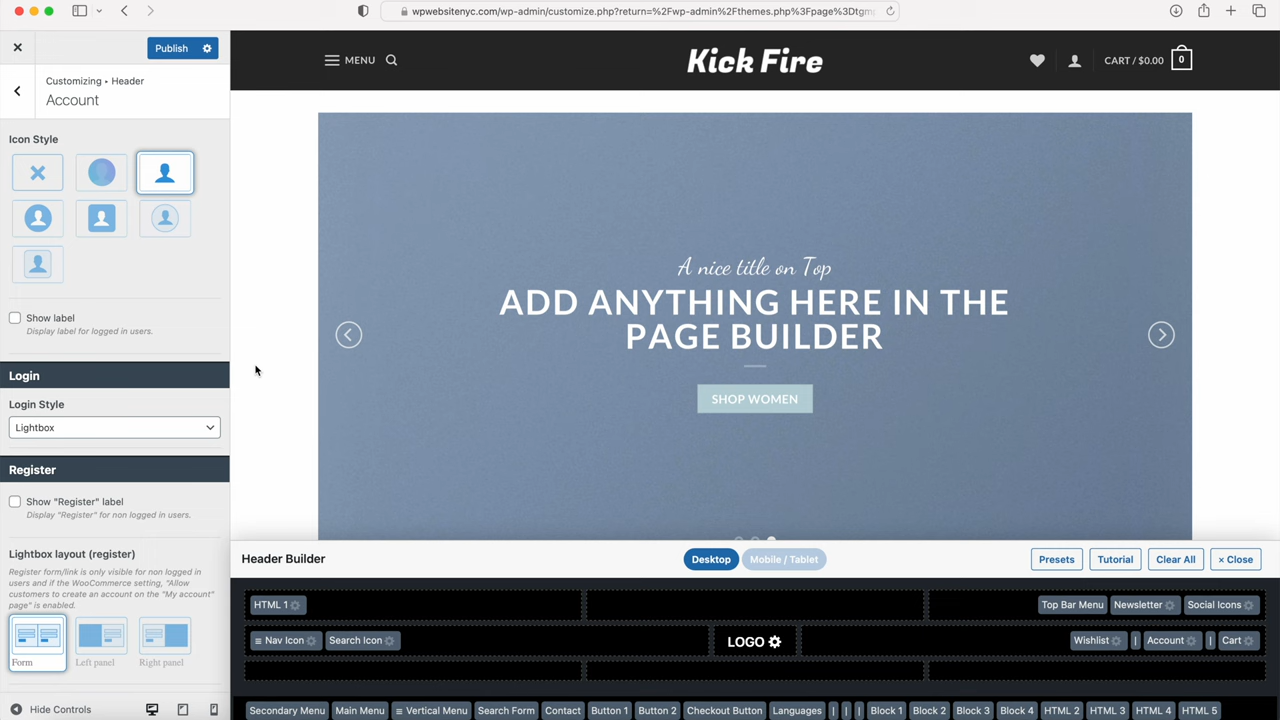 wpwebsitenyc.com/wp-admin/customize.php?return=%2Fwp-admin%2Fthemes.php%3Fpage%3Dtgm
Publish
Customizing ▸ Header
Account
Icon Style
Show label
Display label for logged in users.
Login
Login Style
Lightbox
Register
Show "Register" label
Display "Register" for non logged in users.
Lightbox layout (register)
Register form/link is only visible for non logged in
users and if the WooCommerce setting, "Allow
customers to create an account on the "My account"
page" is enabled.
Form Left panel Right panel
Hide Controls
MENU
Kick Fire
CART / $0.00 0
A nice title on Top
ADD ANYTHING HERE IN THE
PAGE BUILDER
SHOP WOMEN
Header Builder
Desktop Mobile / Tablet
Presets Tutorial Clear All × Close
HTML 1 Top Bar Menu Newsletter Social Icons
≡ Nav Icon Search Icon LOGO Wishlist | Account | Cart
Secondary Menu Main Menu ≡ Vertical Menu Search Form Contact Button 1 Button 2 Checkout Button Languages | | | Block 1 Block 2 Block 3 Block 4 HTML 2 HTML 3 HTML 4 HTML 5